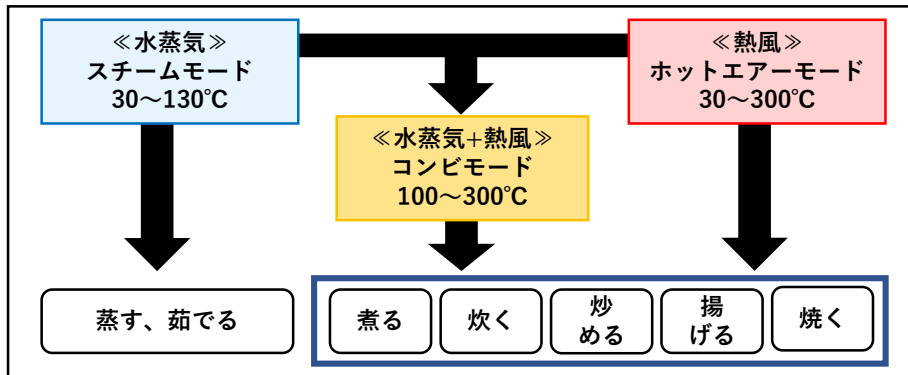 ≪水蒸気≫
スチームモード
30～130℃
≪熱風≫
ホットエアーモード
30～300℃
≪水蒸気+熱風≫
コンビモード
100～300℃
蒸す、茹でる
煮る
炊く
炒
める
揚
げる
焼く